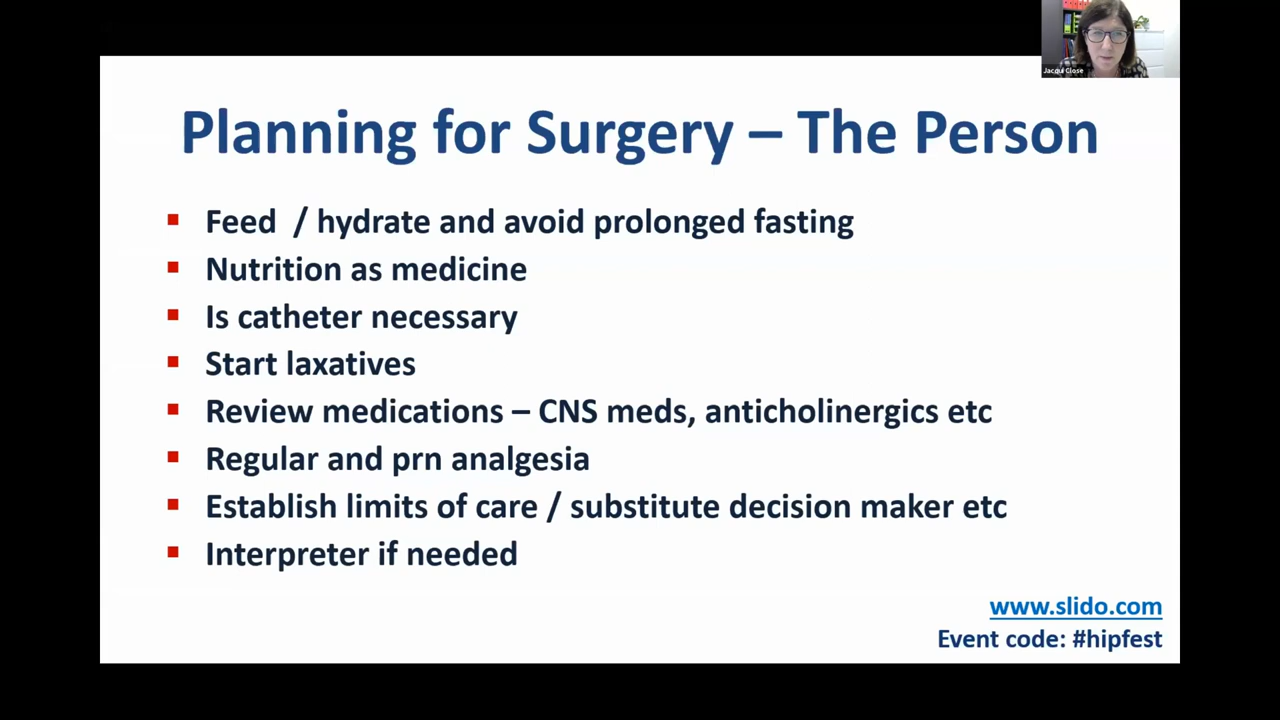 Jacqui Close
Planning for Surgery – The Person
▪ Feed / hydrate and avoid prolonged fasting
▪ Nutrition as medicine
▪ Is catheter necessary
▪ Start laxatives
▪ Review medications – CNS meds, anticholinergics etc
▪ Regular and prn analgesia
▪ Establish limits of care / substitute decision maker etc
▪ Interpreter if needed
www.slido.com
Event code: #hipfest